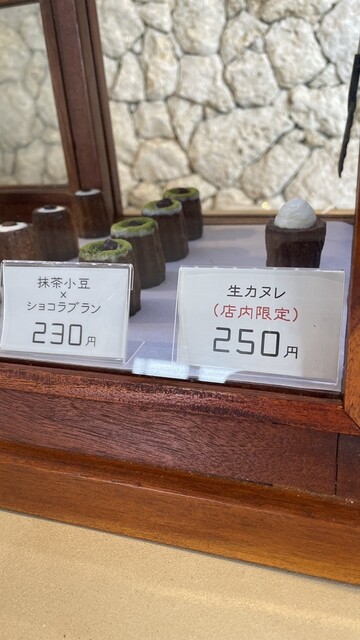 抹茶小豆
×
ショコラブラン
230円
生カヌレ
(店内限定)
250円